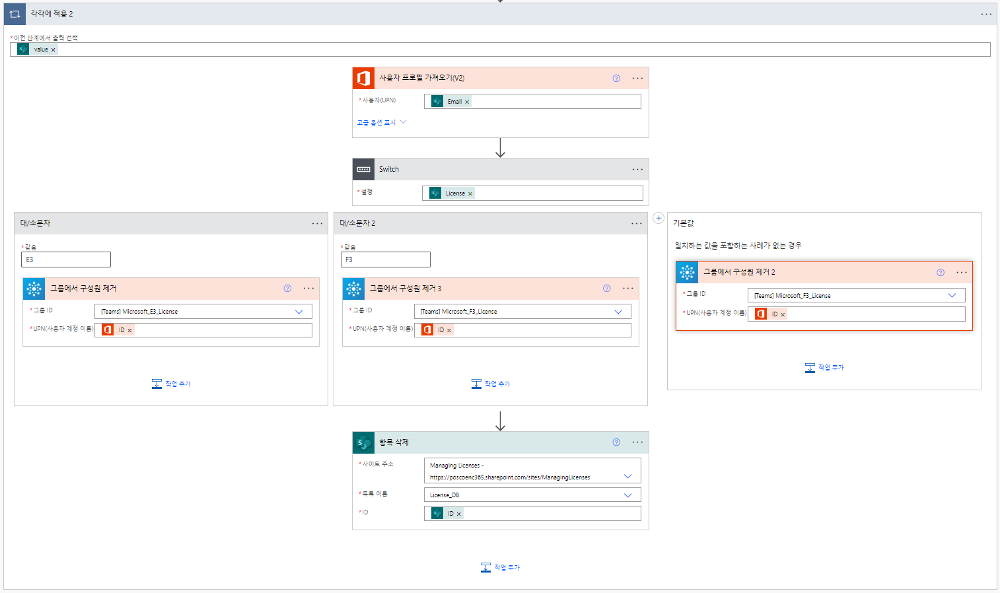 각각에 적용 2
* 이전 단계에서 출력 선택
value ×
사용자 프로필 가져오기(V2)
* 사용자(UPN)
Email ×
고급 옵션 표시
Switch
* 설정
License ×
대/소문자
* 같음
E3
그룹에서 구성원 제거
* 그룹 ID
[Teams] Microsoft_E3_License
* UPN(사용자 계정 이름)
ID ×
작업 추가
대/소문자 2
* 같음
F3
그룹에서 구성원 제거 3
* 그룹 ID
[Teams] Microsoft_F3_License
* UPN(사용자 계정 이름)
ID ×
작업 추가
기본값
일치하는 값을 포함하는 사례가 없는 경우
그룹에서 구성원 제거 2
* 그룹 ID
[Teams] Microsoft_F3_License
* UPN(사용자 계정 이름)
ID ×
작업 추가
항목 삭제
* 사이트 주소
Managing Licenses -
https://poscoenc365.sharepoint.com/sites/ManagingLicenses
* 목록 이름
License_DB
* ID
ID ×
작업 추가